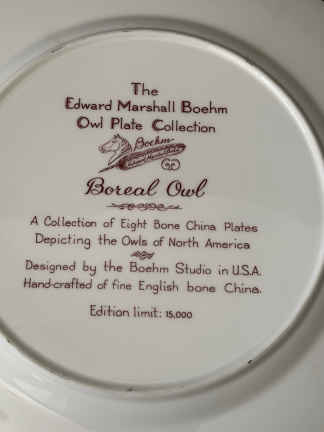 The
Edward Marshall Boehm
Owl Plate Collection
Boehm
Boreal Owl
A Collection of Eight Bone China Plates
Depicting the Owls of North America
Designed by the Boehm Studio in U.S.A.
Hand-crafted of fine English bone China.
Edition limit: 15,000